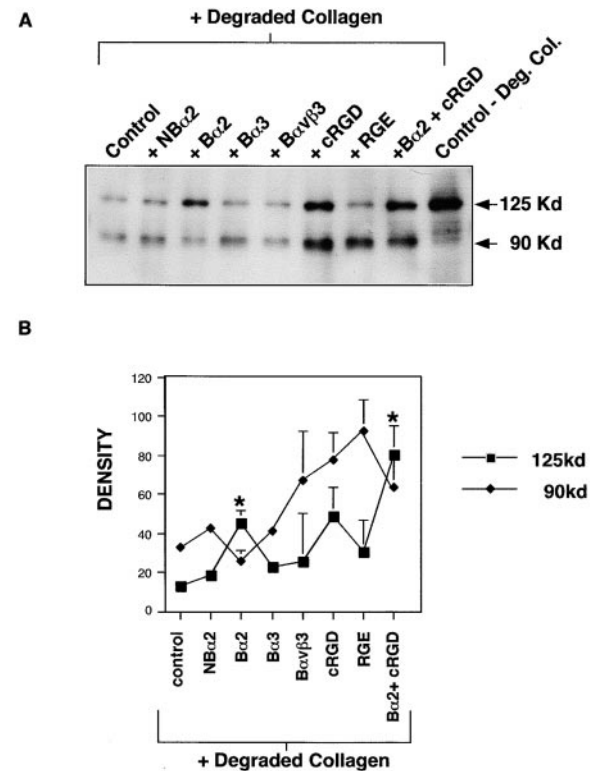 A
+ Degraded Collagen
Control
+ NBα2
+ Bα2
+ Bα3
+ Bαvβ3
+ cRGD
+ RGE
+Bα2 + cRGD
Control - Deg. Col.
125 Kd
90 Kd
B
120
100
80
60
40
20
0
DENSITY
*
*
125kd
90kd
control
NBα2
Bα2
Bα3
Bαvβ3
cRGD
RGE
Bα2+ cRGD
+ Degraded Collagen